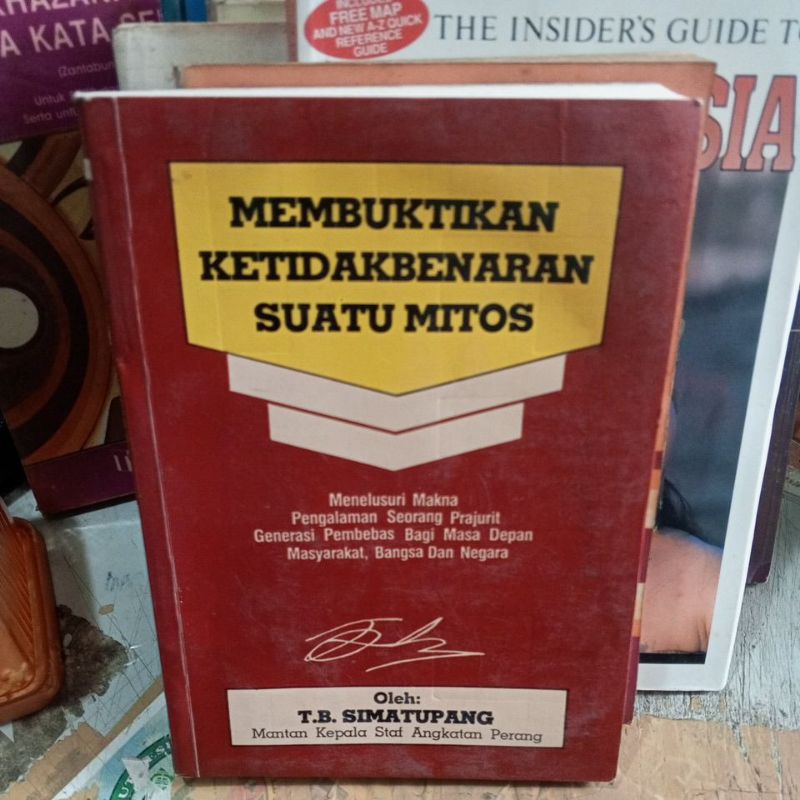 MEMBUKTIKAN
KETIDAKBENARAN
SUATU MITOS
Menelusuri Makna
Pengalaman Seorang Prajurit
Generasi Pembebas Bagi Masa Depan
Masyarakat, Bangsa Dan Negara
Oleh:
T.B. SIMATUPANG
Mantan Kepala Staf Angkatan Perang
FREE MAP
AND NEW A-Z QUICK
REFERENCE
GUIDE
THE INSIDER'S GUIDE
SIA
A KATA
Untuk